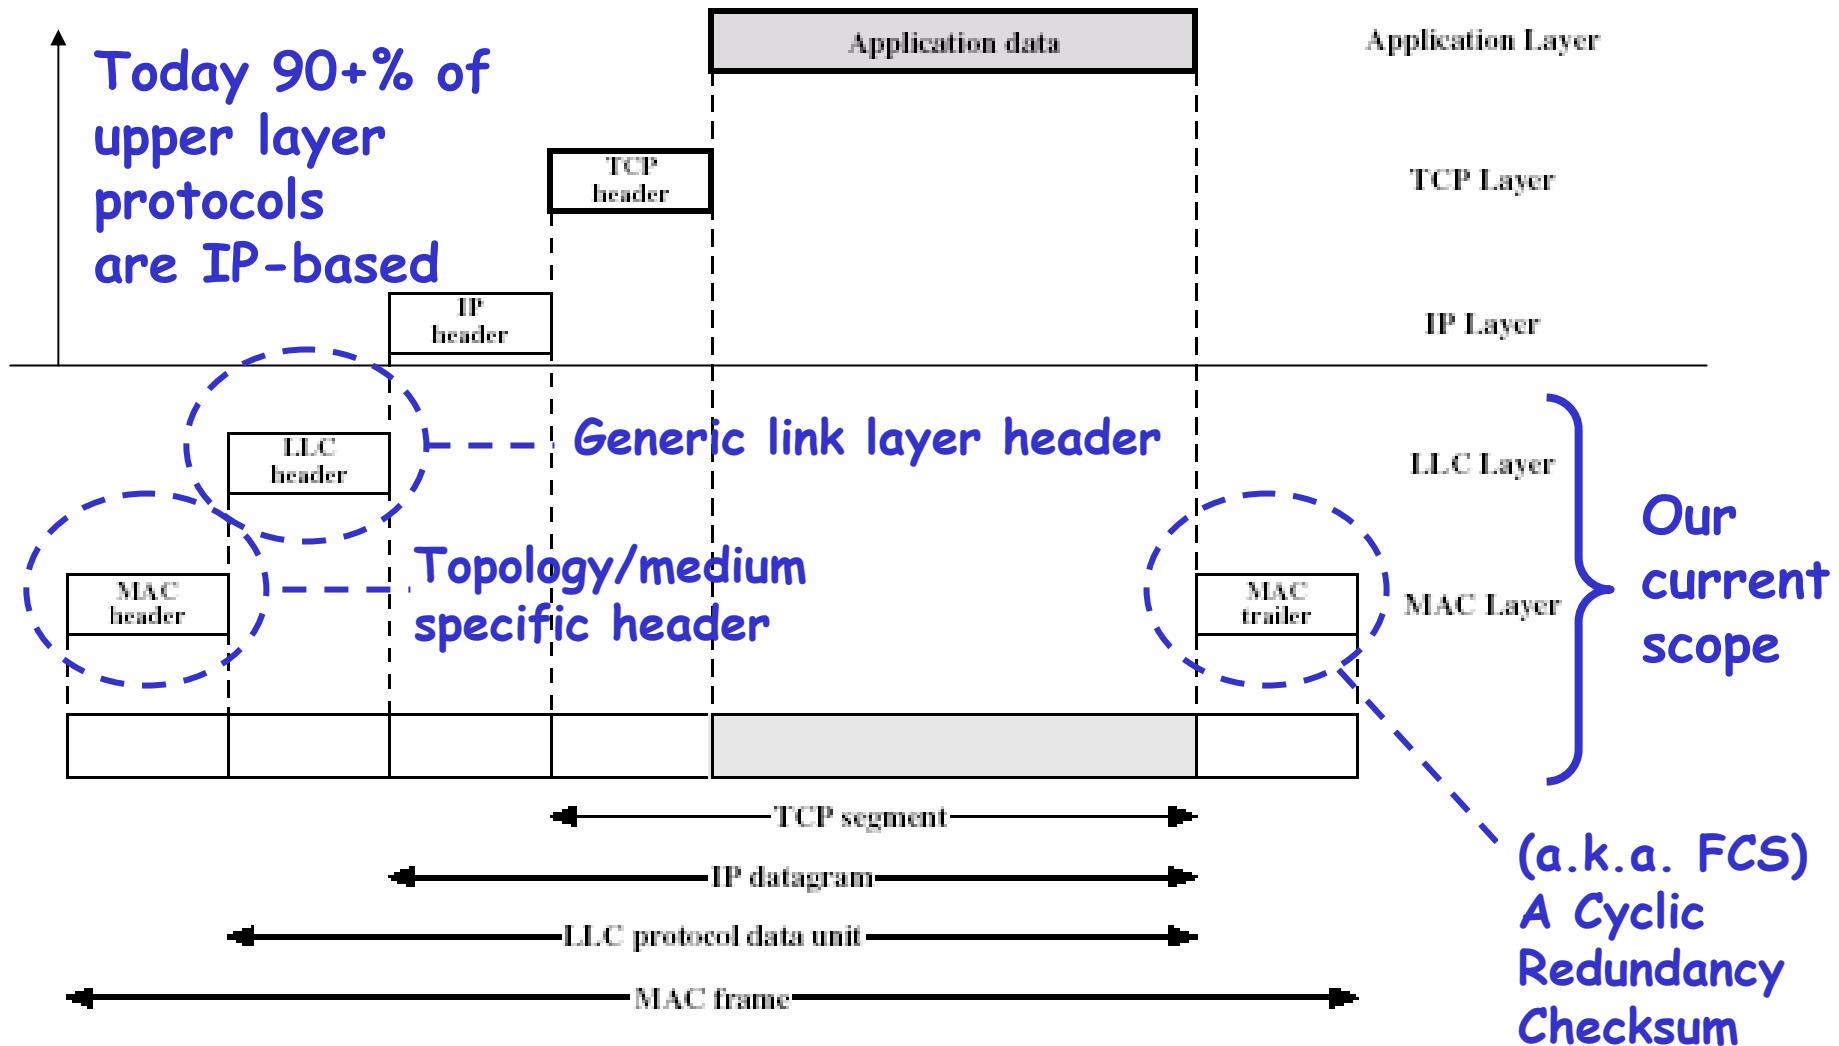 Application data
Application Layer
Today 90+% of
upper layer
protocols
are IP-based
TCP
header
TCP Layer
IP
header
IP Layer
LLC
header
Generic link layer header
LLC Layer
MAC
header
Topology/medium
specific header
MAC
trailer
MAC Layer
Our
current
scope
TCP segment
IP datagram
LLC protocol data unit
MAC frame
(a.k.a. FCS)
A Cyclic
Redundancy
Checksum